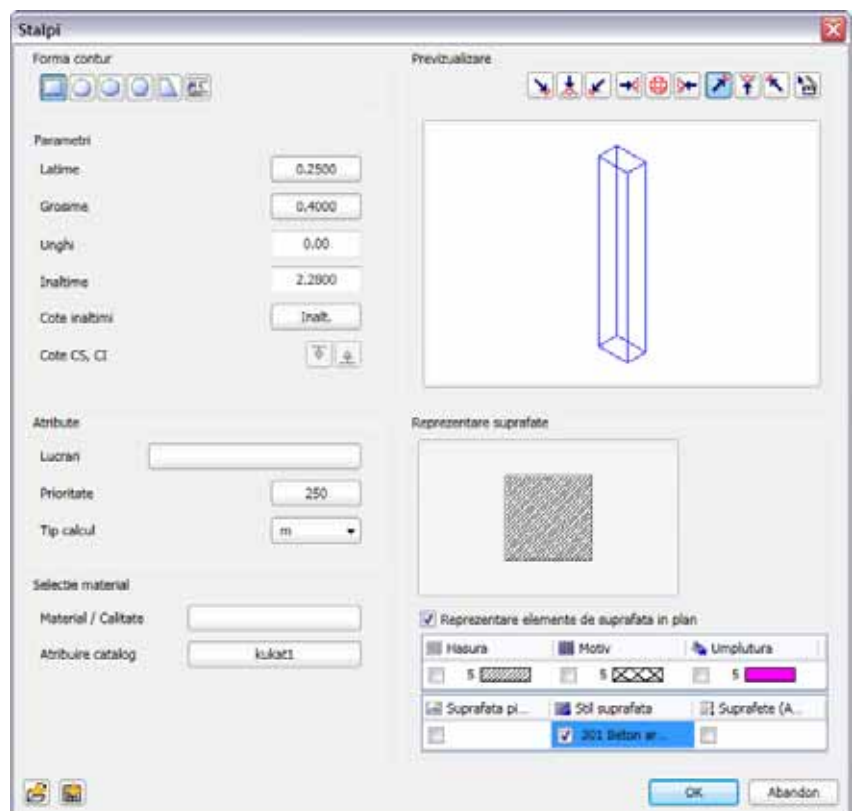 Stalpi
Forma contur
Previzualizare
Parametri
Latime 0.2500
Grosime 0.4000
Unghi 0.00
Inaltime 2.2800
Cote inaltimi Inalt.
Cote CS, CI
Atribute
Lucrari
Prioritate 250
Tip calcul m
Selectie material
Material / Calitate
Atribuire catalog kukat1
Reprezentare suprafate
Reprezentare elemente de suprafata in plan
Hasura Motiv Umplutura
5 5 5
Suprafata pi... Stil suprafata Suprafete (A...
301 Beton ar...
OK Abandon